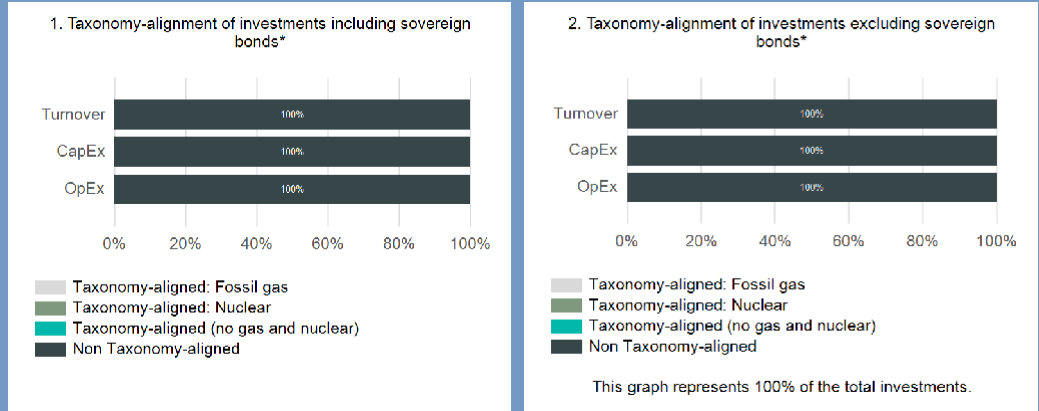 1. Taxonomy-alignment of investments including sovereign
bonds*
Turnover
100%
CapEx
100%
OpEx
100%
0% 20% 40% 60% 80% 100%
Taxonomy-aligned: Fossil gas
Taxonomy-aligned: Nuclear
Taxonomy-aligned (no gas and nuclear)
Non Taxonomy-aligned
2. Taxonomy-alignment of investments excluding sovereign
bonds*
Turnover
100%
CapEx
100%
OpEx
100%
0% 20% 40% 60% 80% 100%
Taxonomy-aligned: Fossil gas
Taxonomy-aligned: Nuclear
Taxonomy-aligned (no gas and nuclear)
Non Taxonomy-aligned
This graph represents 100% of the total investments.